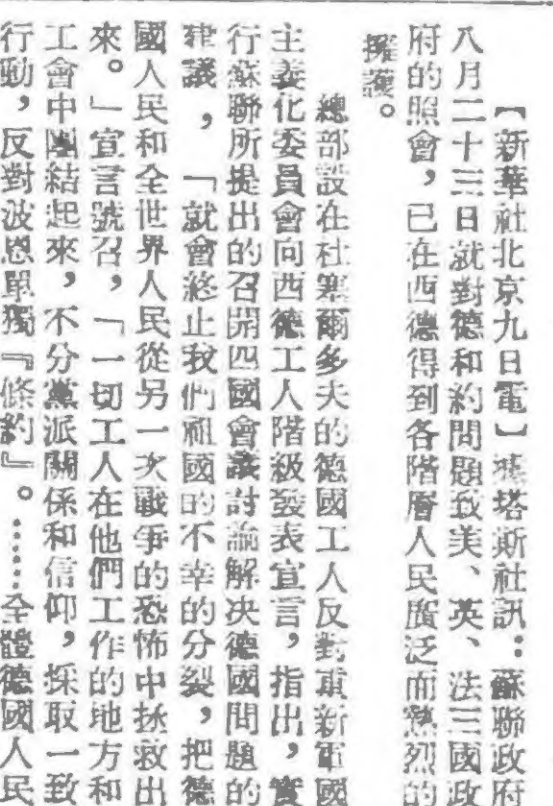 【新華社北京九日電】據塔斯社訊：蘇聯政府
八月二十三日就對德和約問題致美、英、法三國政
府的照會，已在西德得到各階層人民廣泛而熱烈的
擁護。
總部設在杜塞爾多夫的德國工人反對重新軍國
主義化委員會向西德工人階級發表宣言，指出，實
行蘇聯所提出的召開四國會議討論解决德國問題的
建議，「就會終止我們祖國的不幸的分裂，把德
國人民和全世界人民從另一次戰爭的恐怖中拯救出
來。」宣言號召，「一切工人在他們工作的地方和
工會中團結起來，不分黨派關係和信仰，採取一致
行動，反對波恩單獨『條約』。……全體德國人民